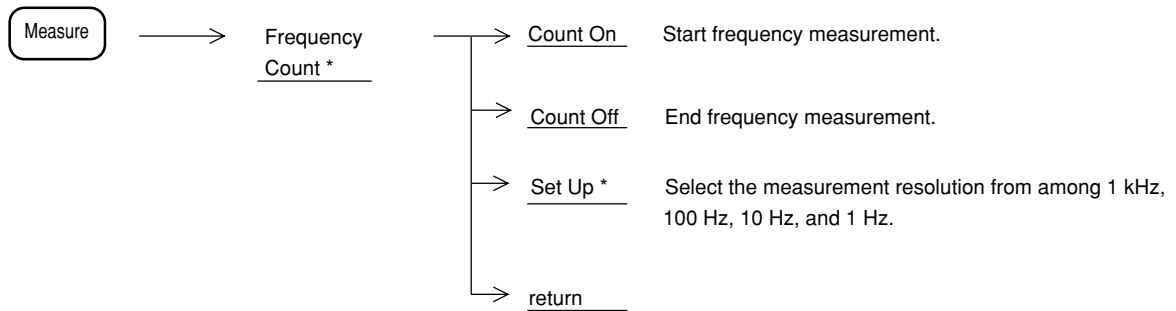 Measure
Frequency
Count *
Count On Start frequency measurement.
Count Off End frequency measurement.
Set Up * Select the measurement resolution from among 1 kHz,
100 Hz, 10 Hz, and 1 Hz.
return